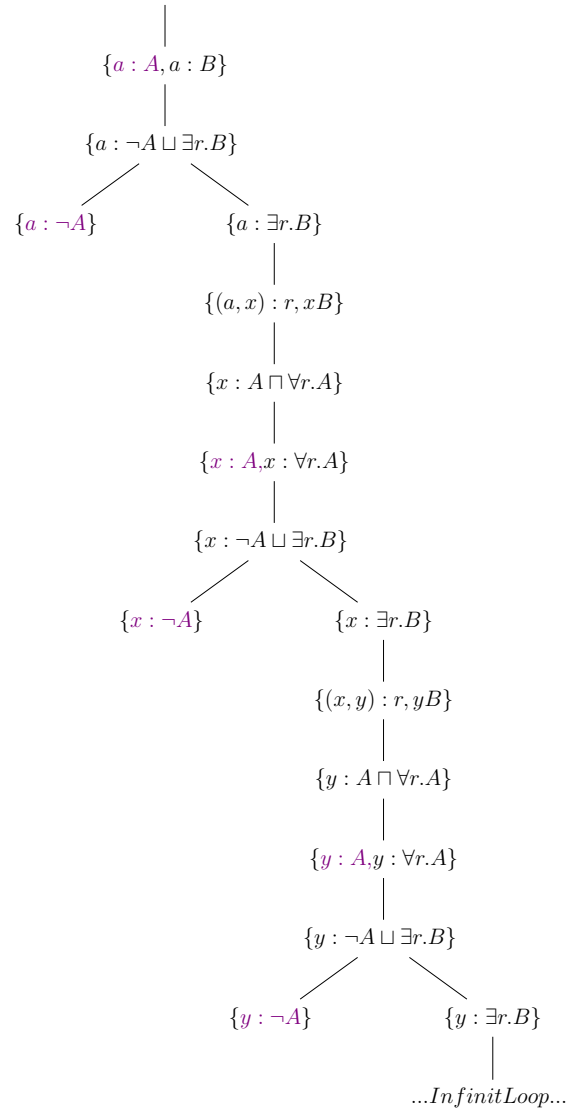 {a : A, a : B}
{a : ¬A ⊔ ∃r.B}
{a : ¬A} {a : ∃r.B}
{(a, x) : r, xB}
{x : A ⊓ ∀r.A}
{x : A,x : ∀r.A}
{x : ¬A ⊔ ∃r.B}
{x : ¬A} {x : ∃r.B}
{(x, y) : r, yB}
{y : A ⊓ ∀r.A}
{y : A,y : ∀r.A}
{y : ¬A ⊔ ∃r.B}
{y : ¬A} {y : ∃r.B}
...InfinitLoop...